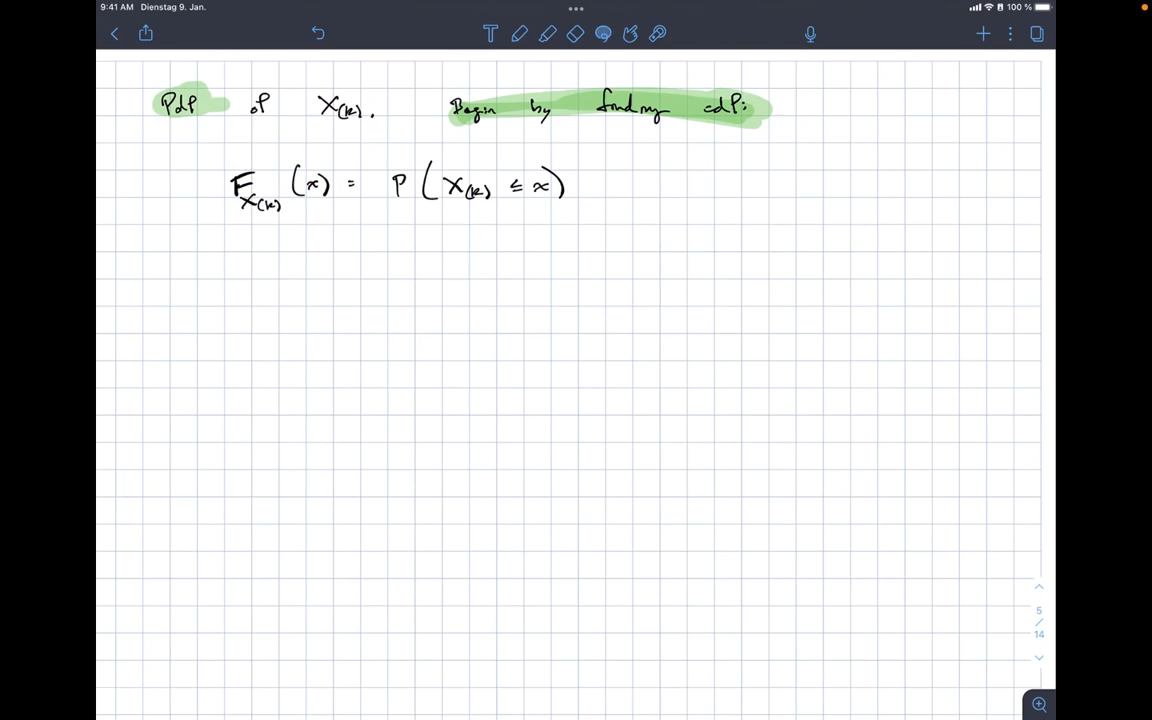 9:41 AM Dienstag 9. Jan. 100 %
Pdf of X(k). Begin by finding cdf:
F_X(k) (x) = P ( X(k) ≤ x )
5
/
14